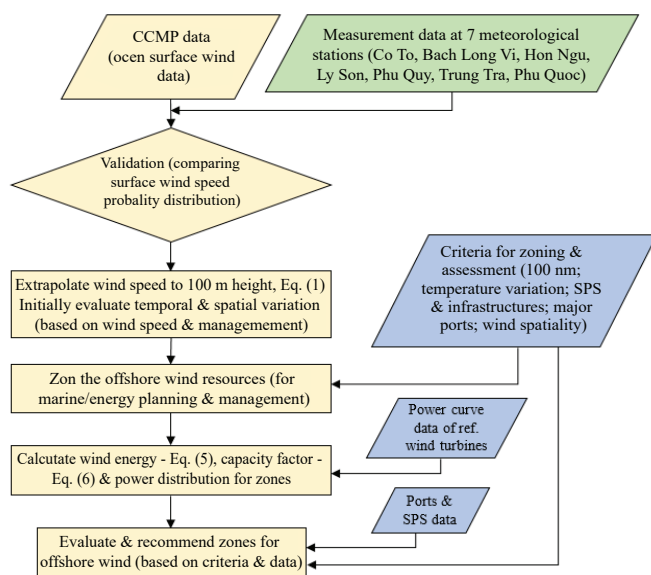 CCMP data
(ocen surface wind
data)
Measurement data at 7 meteorological
stations (Co To, Bach Long Vi, Hon Ngu,
Ly Son, Phu Quy, Trung Tra, Phu Quoc)
Validation (comparing
surface wind speed
probality distribution)
Extrapolate wind speed to 100 m height, Eq. (1)
Initially evaluate temporal & spatial variation
(based on wind speed & managemement)
Criteria for zoning &
assessment (100 nm;
temperature variation; SPS
& infrastructures; major
ports; wind spatiality)
Zon the offshore wind resources (for
marine/energy planning & management)
Power curve
data of ref.
wind turbines
Calcutate wind energy - Eq. (5), capacity factor -
Eq. (6) & power distribution for zones
Ports &
SPS data
Evaluate & recommend zones for
offshore wind (based on criteria & data)